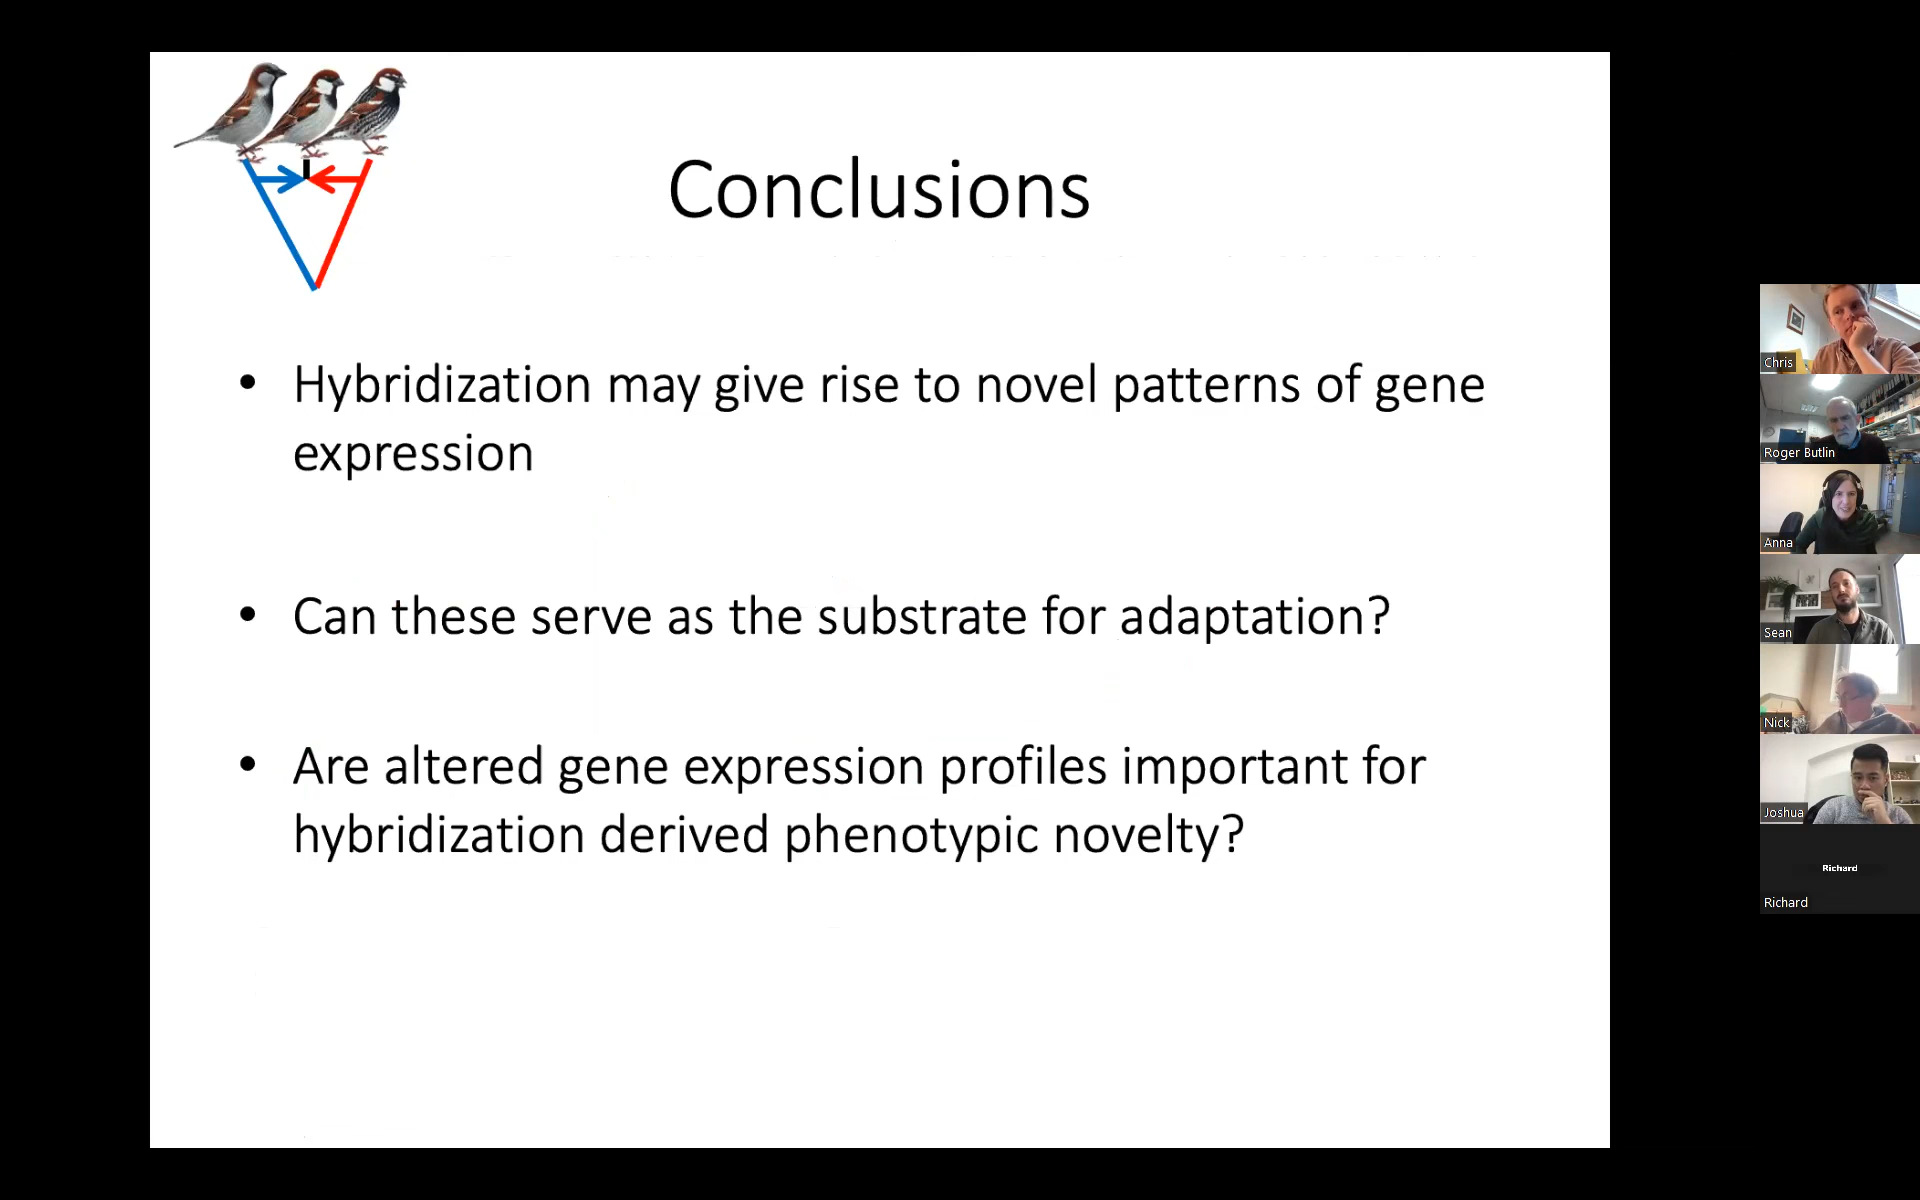 Conclusions
• Hybridization may give rise to novel patterns of gene
expression
• Can these serve as the substrate for adaptation?
• Are altered gene expression profiles important for
hybridization derived phenotypic novelty?
Chris
Roger Butlin
Anna
Sean
Nick
Joshua
Richard
Richard